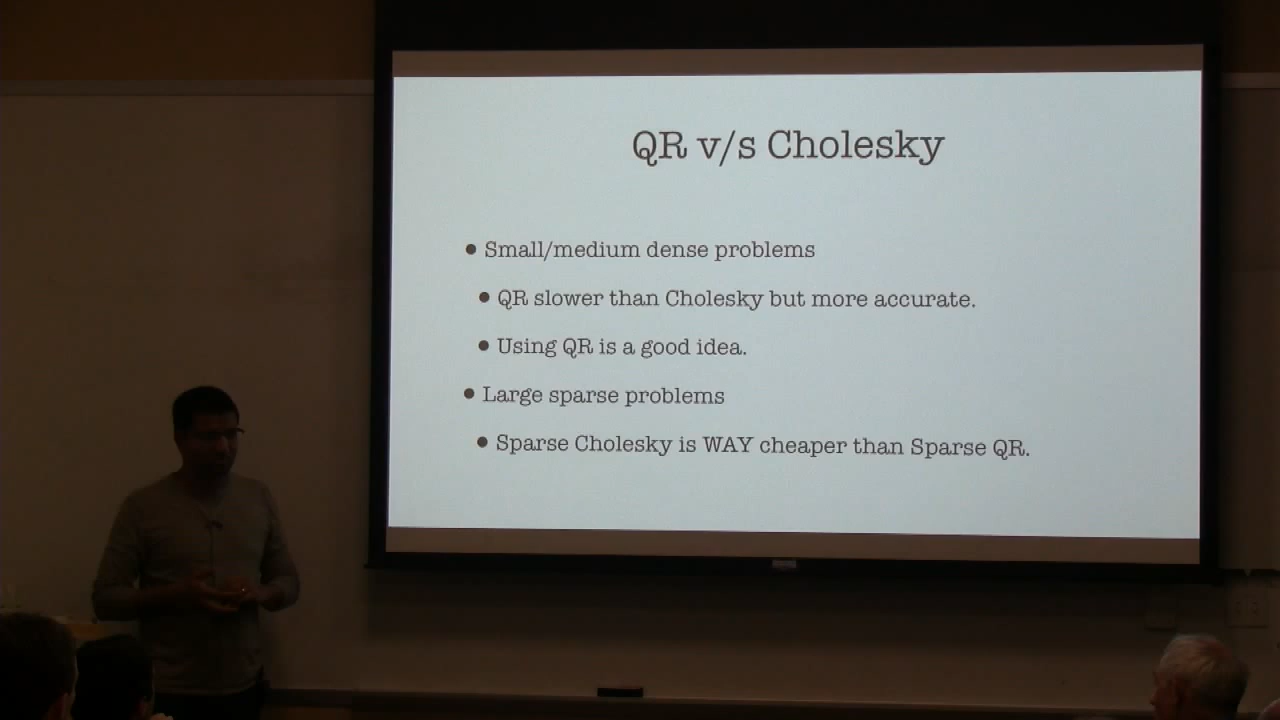 QR v/s Cholesky
• Small/medium dense problems
• QR slower than Cholesky but more accurate.
• Using QR is a good idea.
• Large sparse problems
• Sparse Cholesky is WAY cheaper than Sparse QR.